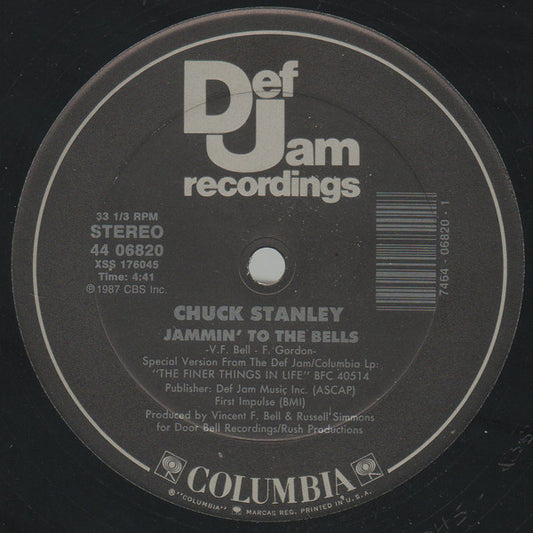 Def
Jam
recordings
33 1/3 RPM
STEREO
44 06820
XSS 176045
Time: 4:41
℗ 1987 CBS Inc.
7464 - 06820 - 1
CHUCK STANLEY
JAMMIN' TO THE BELLS
-V.F. Bell - F. Gordon-
Special Version From The Def Jam/Columbia Lp:
"THE FINER THINGS IN LIFE" BFC 40514
Publisher: Def Jam Music Inc. (ASCAP)
First Impulse (BMI)
Produced by Vincent F. Bell & Russell Simmons
for Door Bell Recordings/Rush Productions
COLUMBIA
"COLUMBIA" MARCAS REG. PRINTED IN U.S.A.